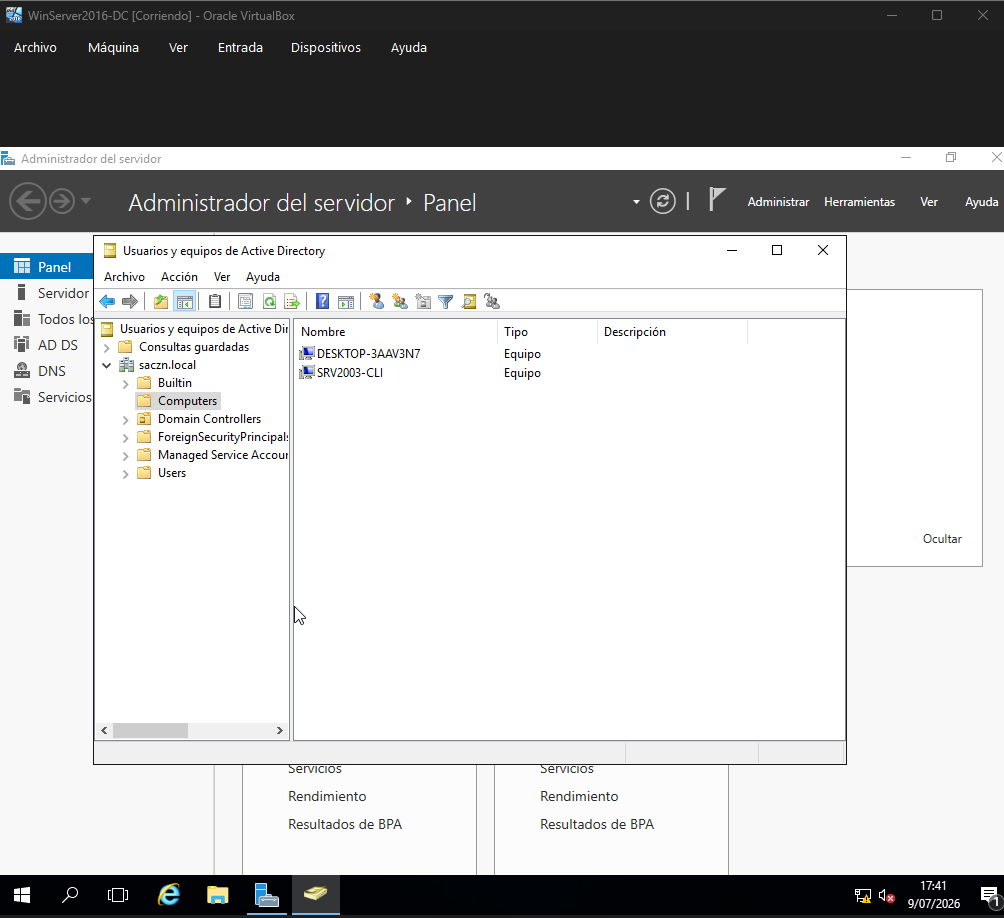 WinServer2016-DC [Corriendo] - Oracle VirtualBox
Archivo Máquina Ver Entrada Dispositivos Ayuda
Administrador del servidor
Administrador del servidor Panel
Administrar Herramientas Ver Ayuda
Panel
Servidor
Todos los
AD DS
DNS
Servicios
Usuarios y equipos de Active Directory
Archivo Acción Ver Ayuda
Usuarios y equipos de Active Dir
Consultas guardadas
saczn.local
Builtin
Computers
Domain Controllers
ForeignSecurityPrincipals
Managed Service Accour
Users
Nombre Tipo Descripción
DESKTOP-3AAV3N7 Equipo
SRV2003-CLI Equipo
Ocultar
Servicios
Rendimiento
Resultados de BPA
Servicios
Rendimiento
Resultados de BPA
17:41
9/07/2026
1